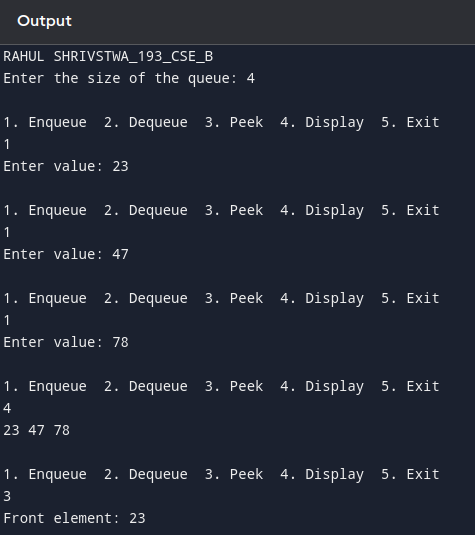 Output
RAHUL SHRIVSTWA_193_CSE_B
Enter the size of the queue: 4
1. Enqueue  2. Dequeue  3. Peek  4. Display  5. Exit
1
Enter value: 23
1. Enqueue  2. Dequeue  3. Peek  4. Display  5. Exit
1
Enter value: 47
1. Enqueue  2. Dequeue  3. Peek  4. Display  5. Exit
1
Enter value: 78
1. Enqueue  2. Dequeue  3. Peek  4. Display  5. Exit
4
23 47 78
1. Enqueue  2. Dequeue  3. Peek  4. Display  5. Exit
3
Front element: 23